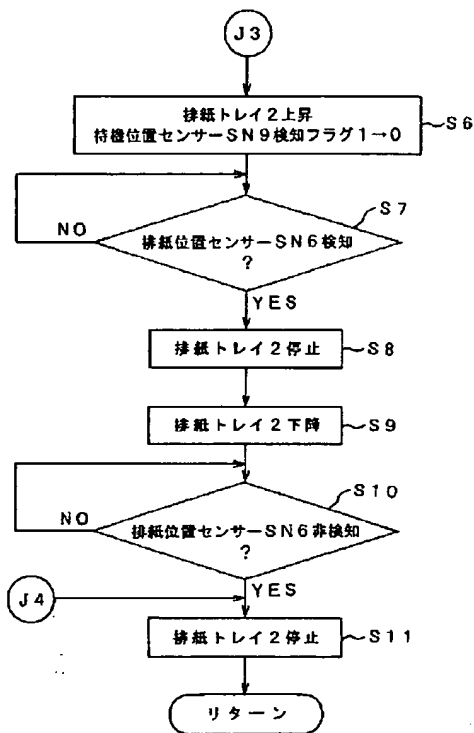 J3
排紙トレイ2上昇
待機位置センサーSN9検知フラグ1→0
S6
S7
NO
排紙位置センサーSN6検知
?
YES
排紙トレイ2停止
S8
排紙トレイ2下降
S9
S10
NO
排紙位置センサーSN6非検知
?
J4
YES
排紙トレイ2停止
S11
リターン